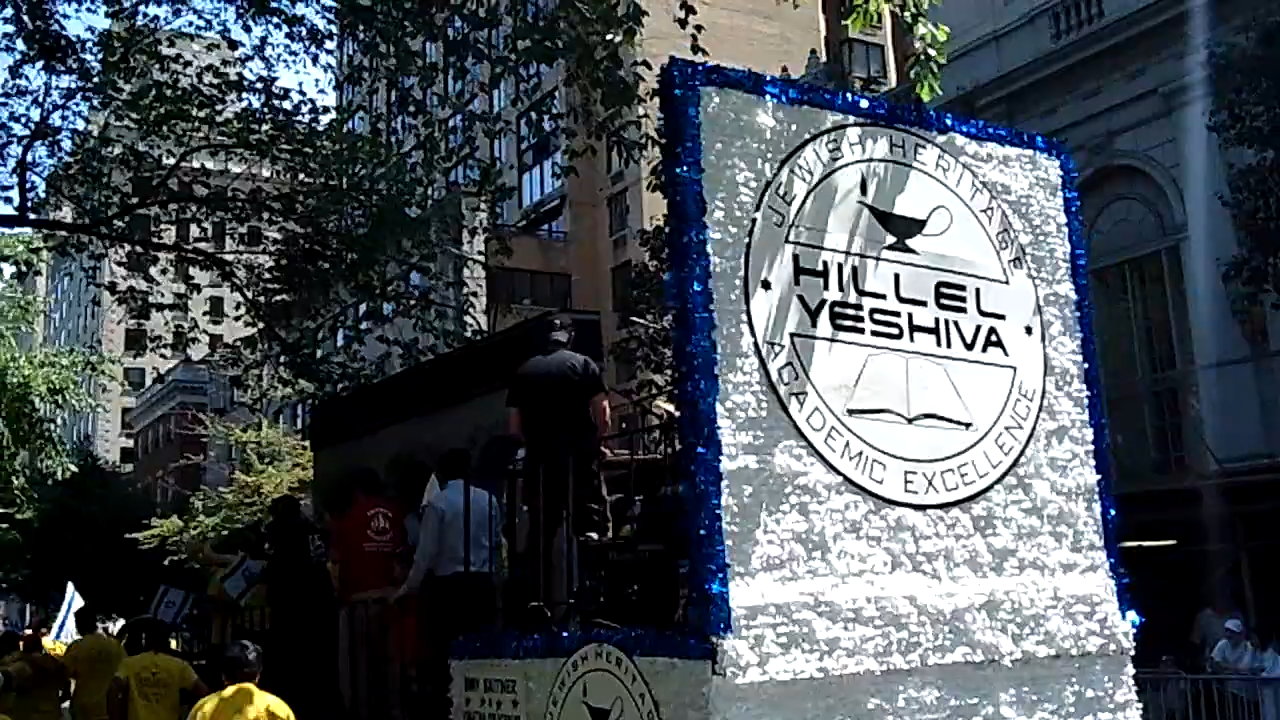 JEWISH HERITAGE
HILLEL
YESHIVA
ACADEMIC EXCELLENCE
JEWISH HERITAGE